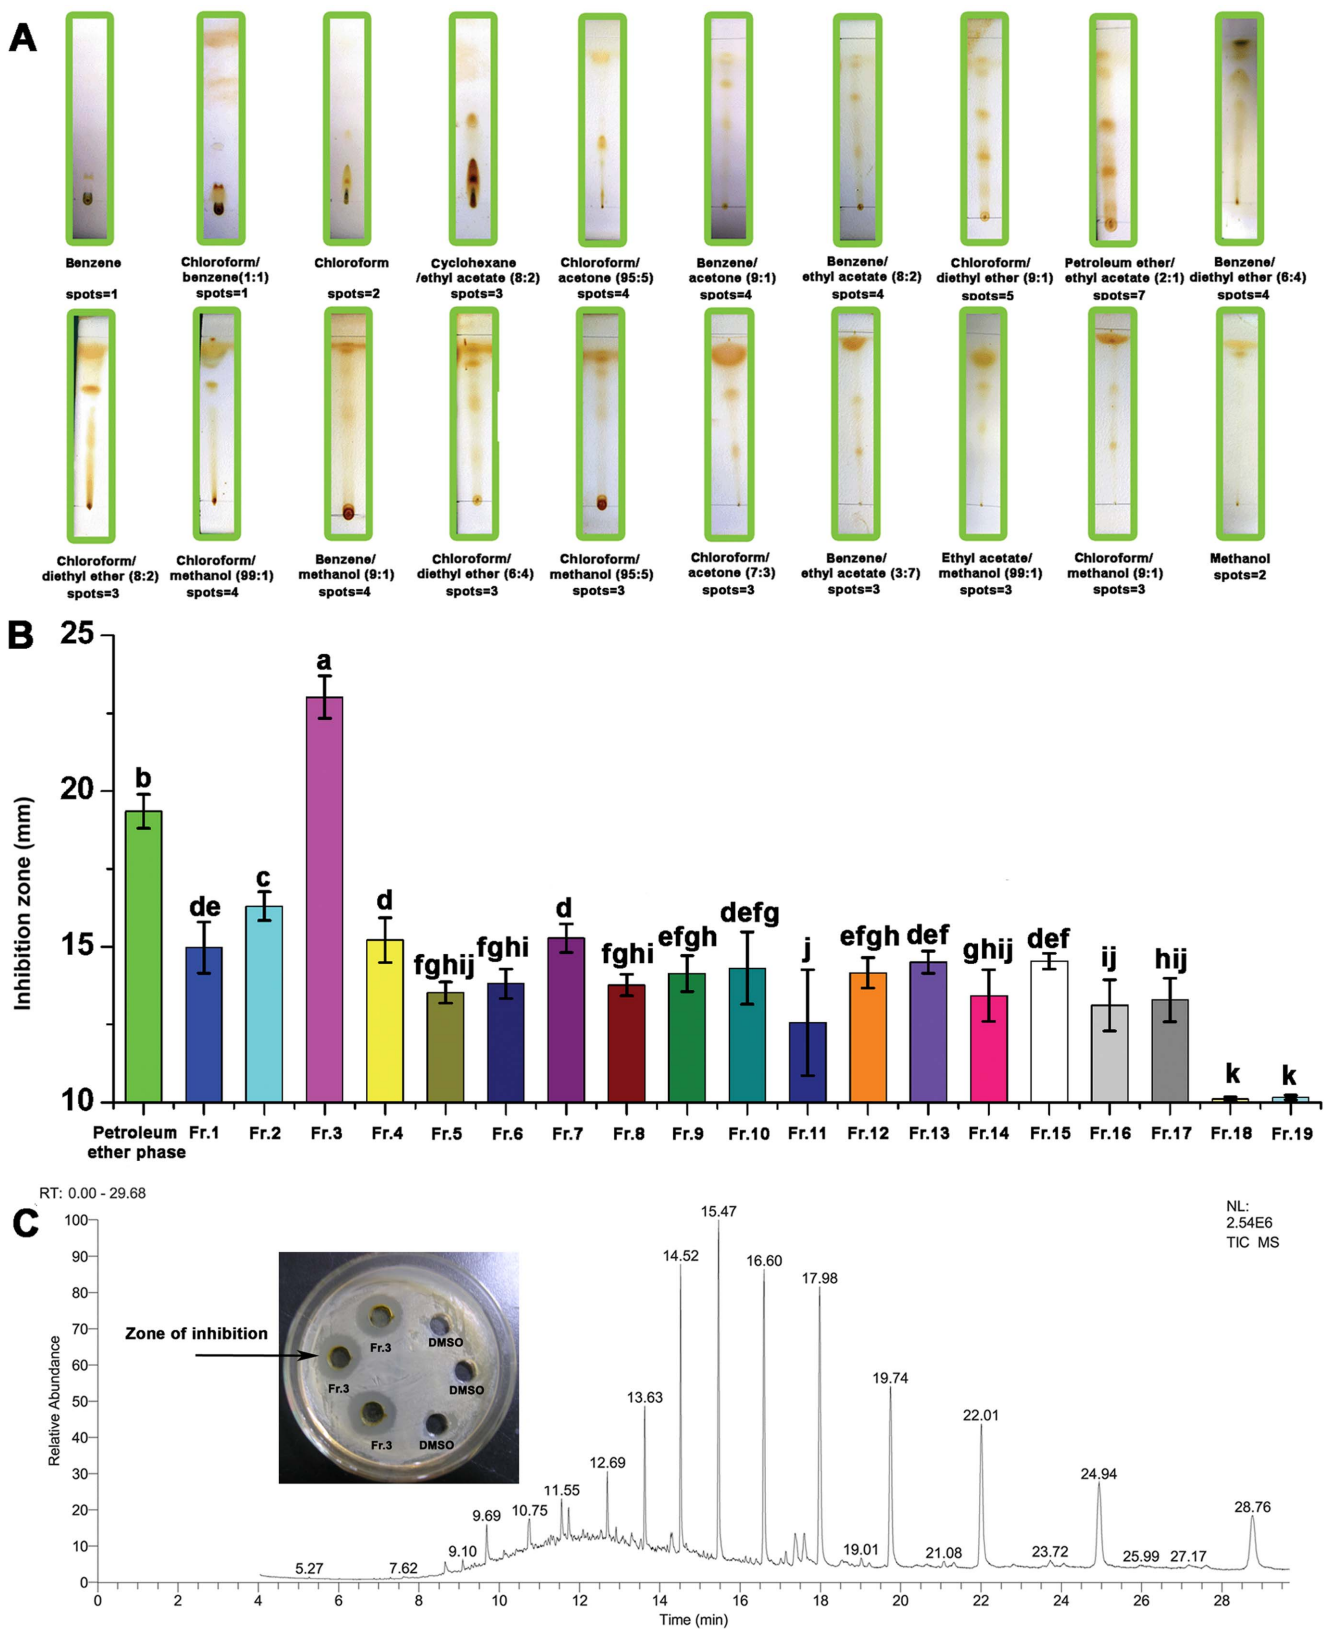 A
Benzene
spots=1
Chloroform/
benzene(1:1)
spots=1
Chloroform
spots=2
Cyclohexane
/ethyl acetate (8:2)
spots=3
Chloroform/
acetone (95:5)
spots=4
Benzene/
acetone (9:1)
spots=4
Benzene/
ethyl acetate (8:2)
spots=4
Chloroform/
diethyl ether (9:1)
spots=5
Petroleum ether/
ethyl acetate (2:1)
spots=7
Benzene/
diethyl ether (6:4)
spots=4
Chloroform/
diethyl ether (8:2)
spots=3
Chloroform/
methanol (99:1)
spots=4
Benzene/
methanol (9:1)
spots=4
Chloroform/
diethyl ether (6:4)
spots=3
Chloroform/
methanol (95:5)
spots=3
Chloroform/
acetone (7:3)
spots=3
Benzene/
ethyl acetate (3:7)
spots=3
Ethyl acetate/
methanol (99:1)
spots=3
Chloroform/
methanol (9:1)
spots=3
Methanol
spots=2
B
Inhibition zone (mm)
25
20
15
10
b
de
c
a
d
fghij
fghi
d
fghi
efgh
defg
j
efgh
def
ghij
def
ij
hij
k
k
Petroleum
ether phase
Fr.1
Fr.2
Fr.3
Fr.4
Fr.5
Fr.6
Fr.7
Fr.8
Fr.9
Fr.10
Fr.11
Fr.12
Fr.13
Fr.14
Fr.15
Fr.16
Fr.17
Fr.18
Fr.19
RT: 0.00 - 29.68
C
NL:
2.54E6
TIC MS
Relative Abundance
100
90
80
70
60
50
40
30
20
10
0
Zone of inhibition
Fr.3
DMSO
Fr.3
DMSO
Fr.3
DMSO
5.27
7.62
9.10
9.69
10.75
11.55
12.69
13.63
14.52
15.47
16.60
17.98
19.01
19.74
21.08
22.01
23.72
24.94
25.99
27.17
28.76
0
2
4
6
8
10
12
14
16
18
20
22
24
26
28
Time (min)